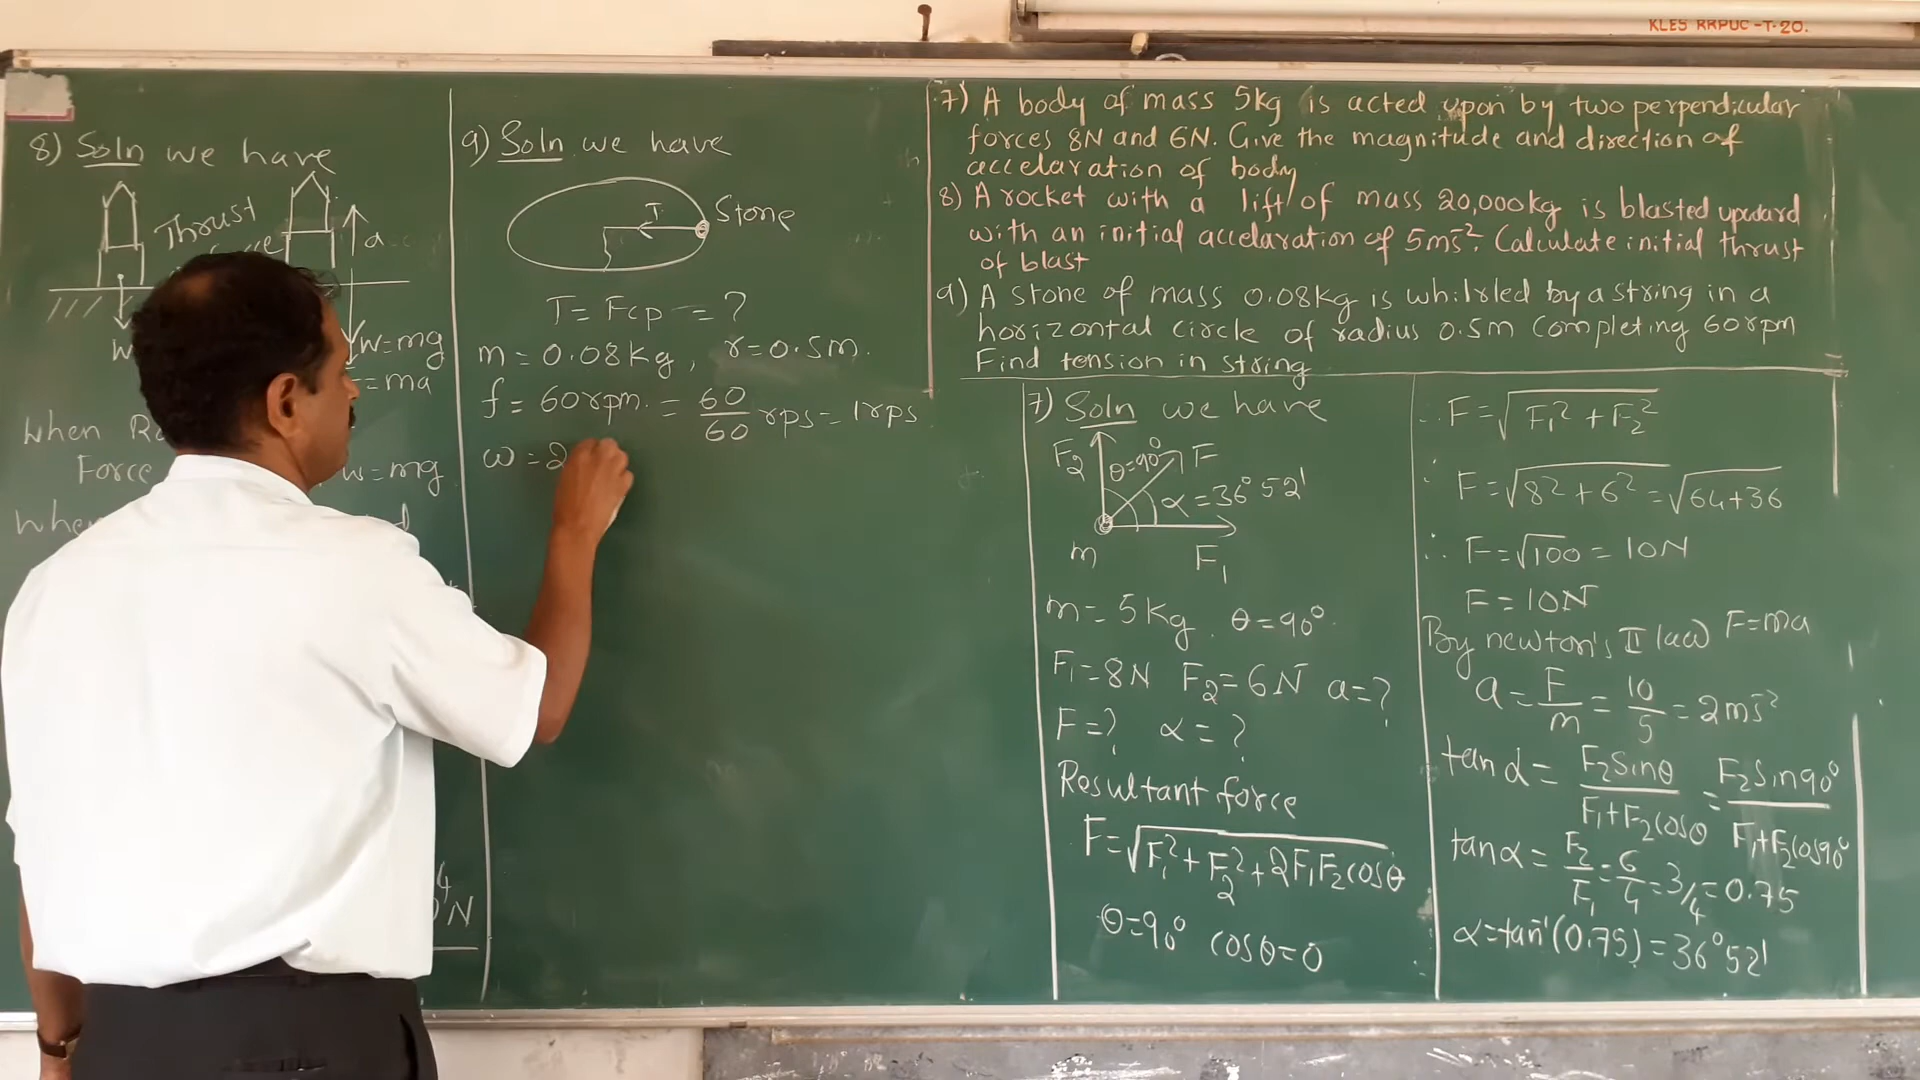 KLES RRPUC-T-20.
8) Soln we have
Thrust
a
W=mg
=ma
When
Force
w=mg
N
9) Soln we have
T
Stone
T = Fcp = ?
m = 0.08kg, r=0.5m.
f = 60rpm. = 60/60 rps = 1rps
ω = 2
7) A body of mass 5kg is acted upon by two perpendicular
forces 8N and 6N. Give the magnitude and direction of
accelaration of body
8) A rocket with a lift of mass 20,000kg is blasted upward
with an initial accelaration of 5ms⁻². Calculate initial thrust
of blast
9) A stone of mass 0.08kg is whilrled by a string in a
horizontal circle of radius 0.5m completing 60rpm
Find tension in string
7) Soln we have
F₂ θ=90° F
α=36°52'
m F₁
m= 5kg. θ=90°.
F₁=8N F₂=6N a=?
F=? α=?
Resultant force
F=√F₁²+F₂²+2F₁F₂cosθ
θ=90° cosθ=0
∴ F=√F₁²+F₂²
∴ F=√8²+6²=√64+36
∴ F=√100=10N
F=10N
By newton's II law F=ma
a=F/m=10/5=2ms⁻²
tanα=F₂sinθ/F₁+F₂cosθ=F₂sin90°/F₁+F₂cos90°
tanα=F₂/F₁=6/4=3/4=0.75
α=tan⁻¹(0.75)=36°52'